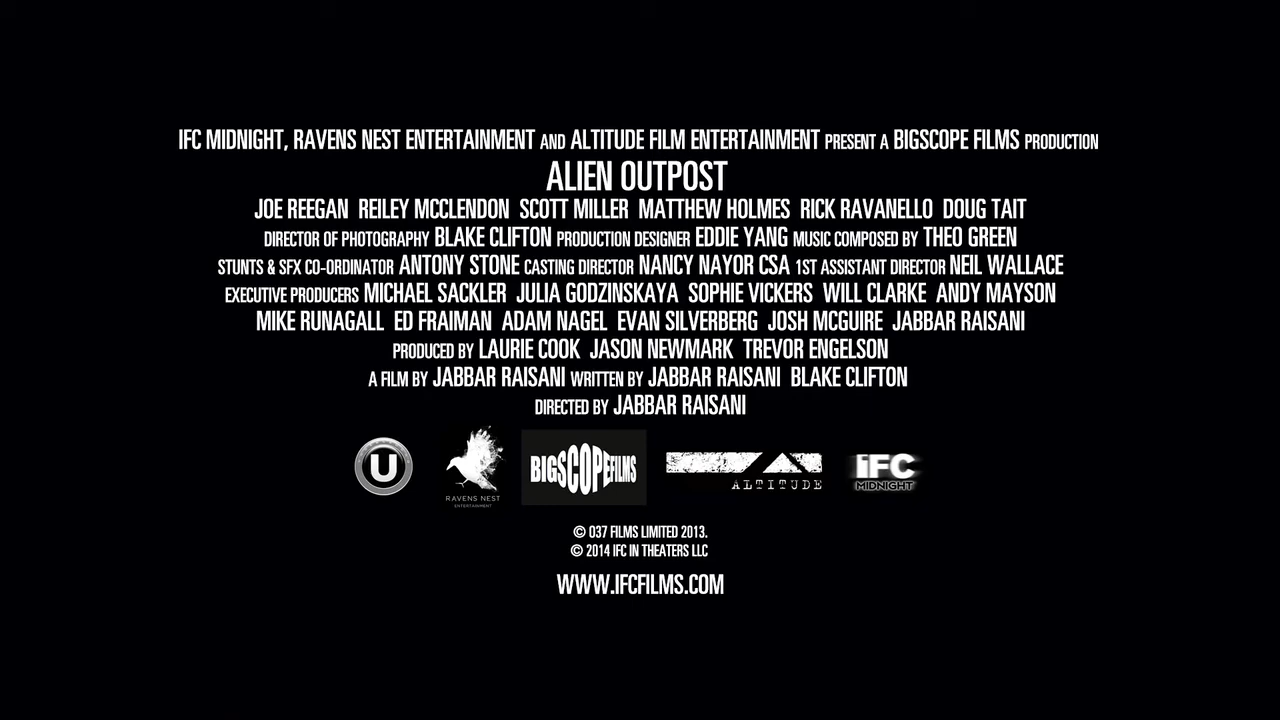 IFC MIDNIGHT, RAVENS NEST ENTERTAINMENT AND ALTITUDE FILM ENTERTAINMENT PRESENT A BIGSCOPE FILMS PRODUCTION
ALIEN OUTPOST
JOE REEGAN REILEY MCCLENDON SCOTT MILLER MATTHEW HOLMES RICK RAVANELLO DOUG TAIT
DIRECTOR OF PHOTOGRAPHY BLAKE CLIFTON PRODUCTION DESIGNER EDDIE YANG MUSIC COMPOSED BY THEO GREEN
STUNTS & SFX CO-ORDINATOR ANTONY STONE CASTING DIRECTOR NANCY NAYOR CSA 1ST ASSISTANT DIRECTOR NEIL WALLACE
EXECUTIVE PRODUCERS MICHAEL SACKLER JULIA GODZINSKAYA SOPHIE VICKERS WILL CLARKE ANDY MAYSON
MIKE RUNAGALL ED FRAIMAN ADAM NAGEL EVAN SILVERBERG JOSH MCGUIRE JABBAR RAISANI
PRODUCED BY LAURIE COOK JASON NEWMARK TREVOR ENGELSON
A FILM BY JABBAR RAISANI WRITTEN BY JABBAR RAISANI BLAKE CLIFTON
DIRECTED BY JABBAR RAISANI
U
RAVENS NEST
ENTERTAINMENT
BIGSCOPEFILMS
ALTITUDE
IFC
MIDNIGHT
© 037 FILMS LIMITED 2013.
© 2014 IFC IN THEATERS LLC
WWW.IFCFILMS.COM